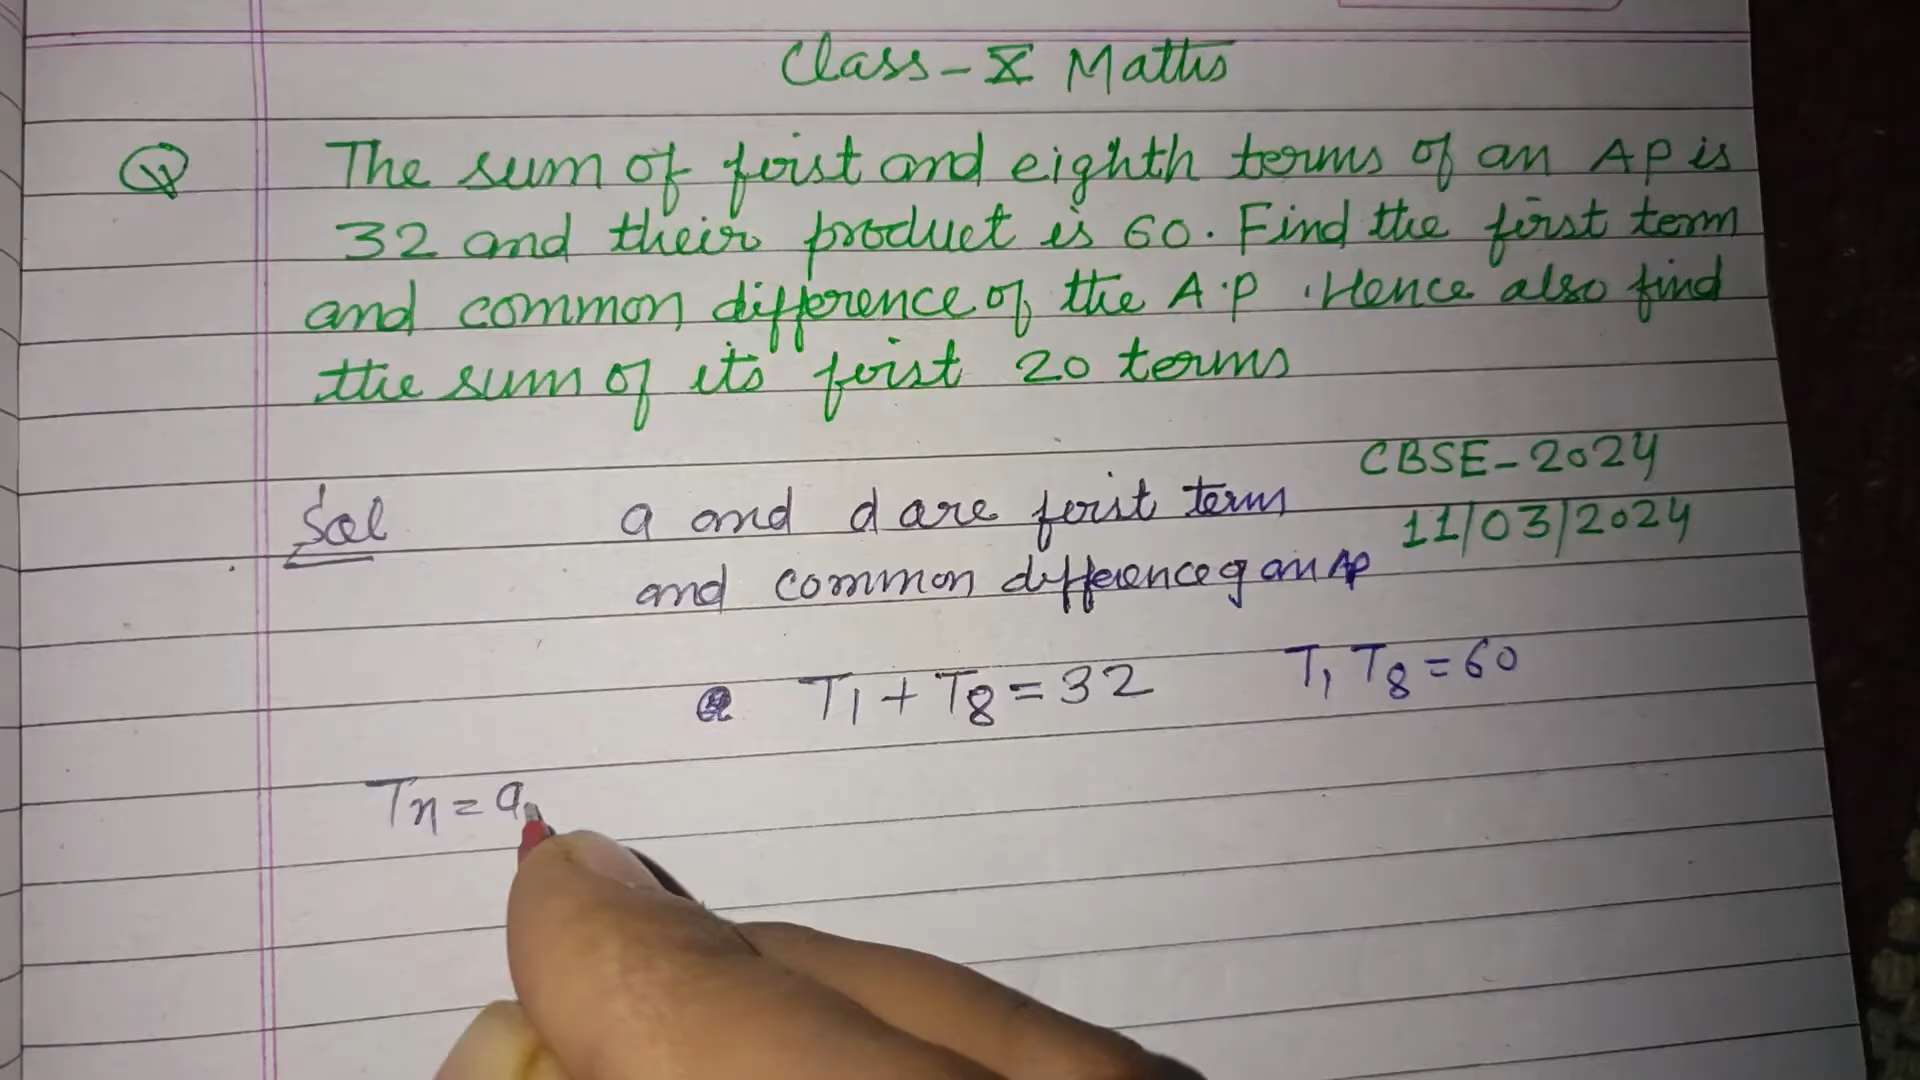 Class-X Maths
Q The sum of first and eighth terms of an AP is
32 and their product is 60. Find the first term
and common difference of the A.P. Hence also find
the sum of its first 20 terms
CBSE-2024
11/03/2024
Sol a and d are first term
and common difference of an AP
T₁ + T₈ = 32 T₁ T₈ = 60
Tn = a